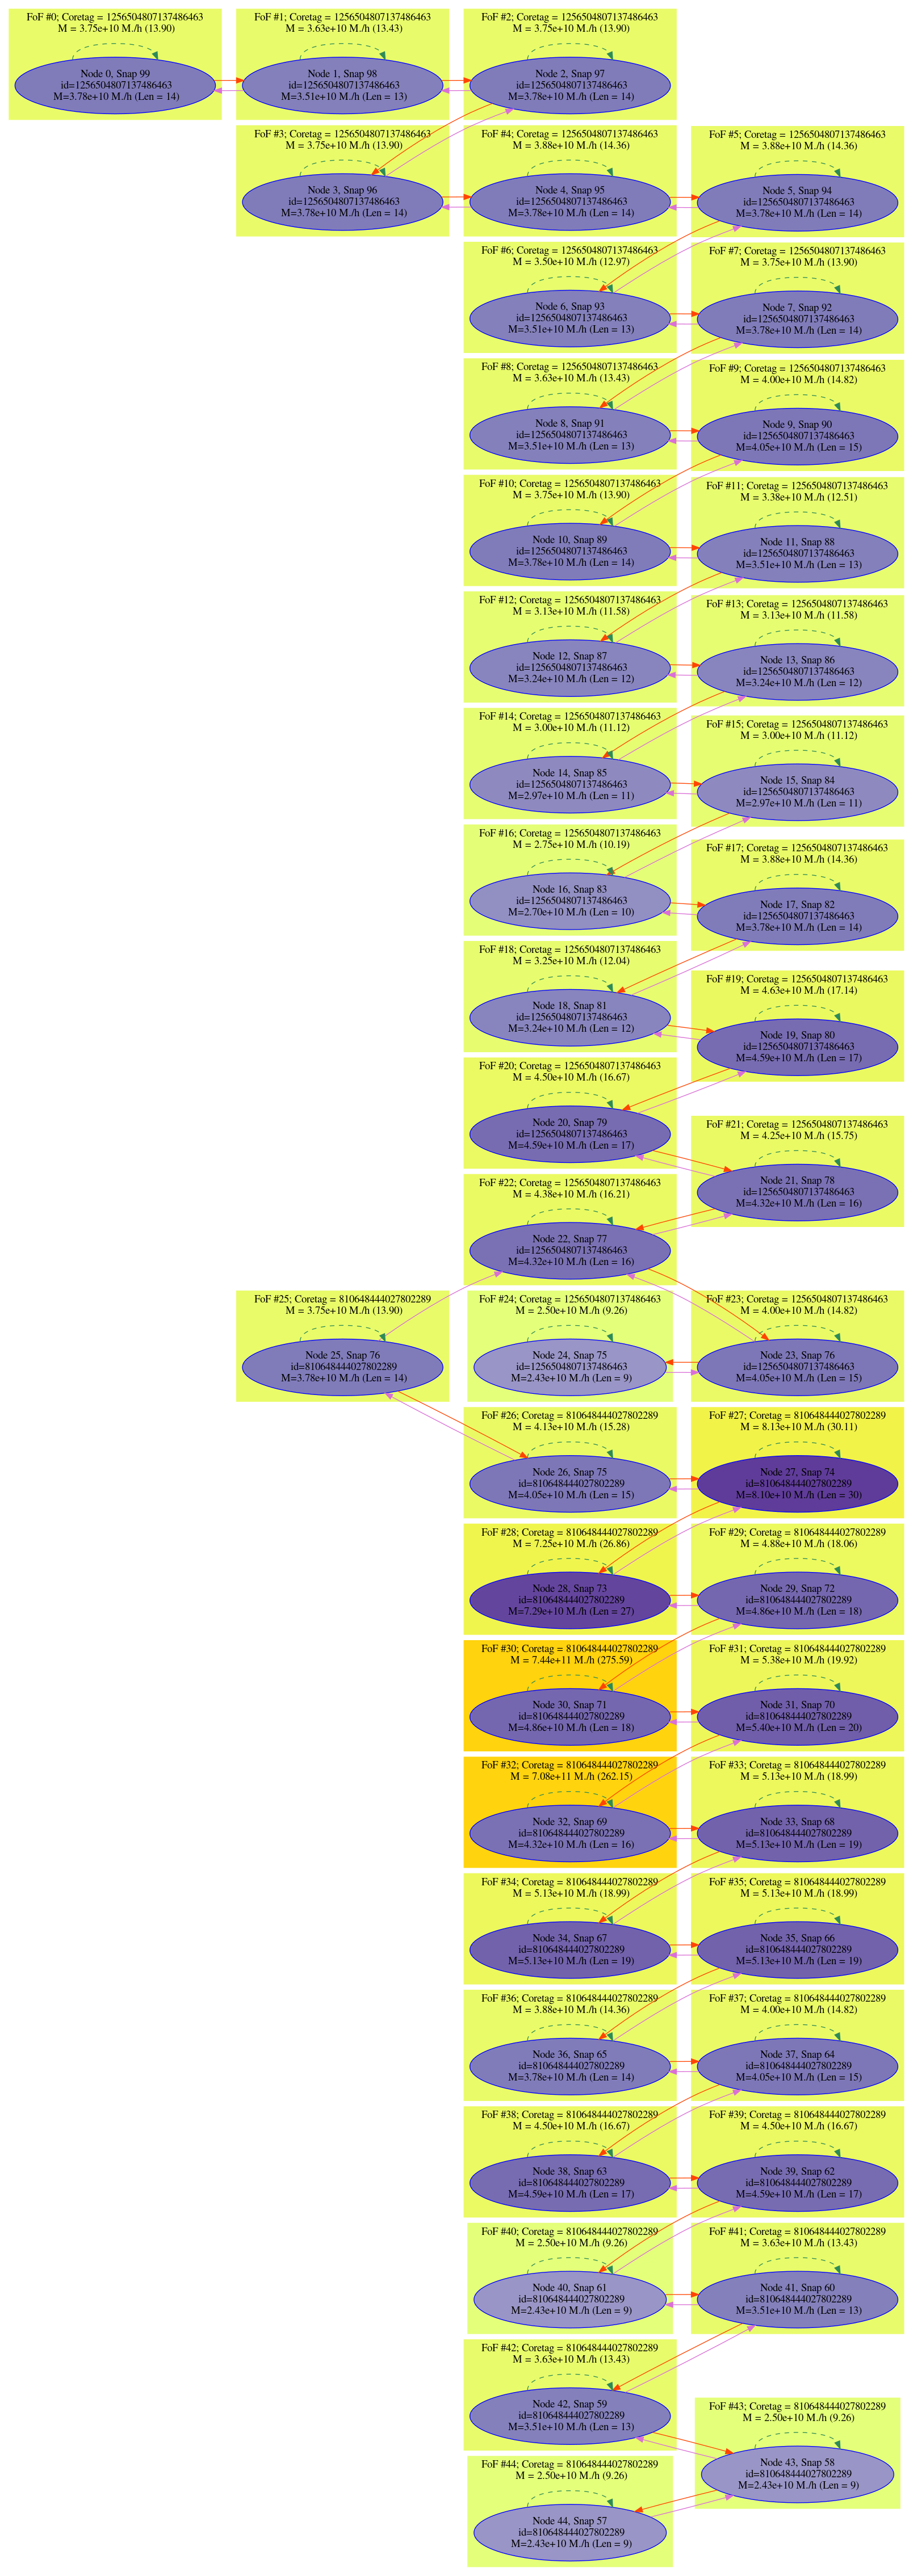 FoF #0; Coretag = 1256504807137486463
M = 3.75e+10 M./h (13.90)
Node 0, Snap 99
id=1256504807137486463
M=3.78e+10 M./h (Len = 14)
FoF #1; Coretag = 1256504807137486463
M = 3.63e+10 M./h (13.43)
Node 1, Snap 98
id=1256504807137486463
M=3.51e+10 M./h (Len = 13)
FoF #2; Coretag = 1256504807137486463
M = 3.75e+10 M./h (13.90)
Node 2, Snap 97
id=1256504807137486463
M=3.78e+10 M./h (Len = 14)
FoF #3; Coretag = 1256504807137486463
M = 3.75e+10 M./h (13.90)
Node 3, Snap 96
id=1256504807137486463
M=3.78e+10 M./h (Len = 14)
FoF #4; Coretag = 1256504807137486463
M = 3.88e+10 M./h (14.36)
Node 4, Snap 95
id=1256504807137486463
M=3.78e+10 M./h (Len = 14)
FoF #5; Coretag = 1256504807137486463
M = 3.88e+10 M./h (14.36)
Node 5, Snap 94
id=1256504807137486463
M=3.78e+10 M./h (Len = 14)
FoF #6; Coretag = 1256504807137486463
M = 3.50e+10 M./h (12.97)
Node 6, Snap 93
id=1256504807137486463
M=3.51e+10 M./h (Len = 13)
FoF #7; Coretag = 1256504807137486463
M = 3.75e+10 M./h (13.90)
Node 7, Snap 92
id=1256504807137486463
M=3.78e+10 M./h (Len = 14)
FoF #8; Coretag = 1256504807137486463
M = 3.63e+10 M./h (13.43)
Node 8, Snap 91
id=1256504807137486463
M=3.51e+10 M./h (Len = 13)
FoF #9; Coretag = 1256504807137486463
M = 4.00e+10 M./h (14.82)
Node 9, Snap 90
id=1256504807137486463
M=4.05e+10 M./h (Len = 15)
FoF #10; Coretag = 1256504807137486463
M = 3.75e+10 M./h (13.90)
Node 10, Snap 89
id=1256504807137486463
M=3.78e+10 M./h (Len = 14)
FoF #11; Coretag = 1256504807137486463
M = 3.38e+10 M./h (12.51)
Node 11, Snap 88
id=1256504807137486463
M=3.51e+10 M./h (Len = 13)
FoF #12; Coretag = 1256504807137486463
M = 3.13e+10 M./h (11.58)
Node 12, Snap 87
id=1256504807137486463
M=3.24e+10 M./h (Len = 12)
FoF #13; Coretag = 1256504807137486463
M = 3.13e+10 M./h (11.58)
Node 13, Snap 86
id=1256504807137486463
M=3.24e+10 M./h (Len = 12)
FoF #14; Coretag = 1256504807137486463
M = 3.00e+10 M./h (11.12)
Node 14, Snap 85
id=1256504807137486463
M=2.97e+10 M./h (Len = 11)
FoF #15; Coretag = 1256504807137486463
M = 3.00e+10 M./h (11.12)
Node 15, Snap 84
id=1256504807137486463
M=2.97e+10 M./h (Len = 11)
FoF #16; Coretag = 1256504807137486463
M = 2.75e+10 M./h (10.19)
Node 16, Snap 83
id=1256504807137486463
M=2.70e+10 M./h (Len = 10)
FoF #17; Coretag = 1256504807137486463
M = 3.88e+10 M./h (14.36)
Node 17, Snap 82
id=1256504807137486463
M=3.78e+10 M./h (Len = 14)
FoF #18; Coretag = 1256504807137486463
M = 3.25e+10 M./h (12.04)
Node 18, Snap 81
id=1256504807137486463
M=3.24e+10 M./h (Len = 12)
FoF #19; Coretag = 1256504807137486463
M = 4.63e+10 M./h (17.14)
Node 19, Snap 80
id=1256504807137486463
M=4.59e+10 M./h (Len = 17)
FoF #20; Coretag = 1256504807137486463
M = 4.50e+10 M./h (16.67)
Node 20, Snap 79
id=1256504807137486463
M=4.59e+10 M./h (Len = 17)
FoF #21; Coretag = 1256504807137486463
M = 4.25e+10 M./h (15.75)
Node 21, Snap 78
id=1256504807137486463
M=4.32e+10 M./h (Len = 16)
FoF #22; Coretag = 1256504807137486463
M = 4.38e+10 M./h (16.21)
Node 22, Snap 77
id=1256504807137486463
M=4.32e+10 M./h (Len = 16)
FoF #25; Coretag = 810648444027802289
M = 3.75e+10 M./h (13.90)
Node 25, Snap 76
id=810648444027802289
M=3.78e+10 M./h (Len = 14)
FoF #24; Coretag = 1256504807137486463
M = 2.50e+10 M./h (9.26)
Node 24, Snap 75
id=1256504807137486463
M=2.43e+10 M./h (Len = 9)
FoF #23; Coretag = 1256504807137486463
M = 4.00e+10 M./h (14.82)
Node 23, Snap 76
id=1256504807137486463
M=4.05e+10 M./h (Len = 15)
FoF #26; Coretag = 810648444027802289
M = 4.13e+10 M./h (15.28)
Node 26, Snap 75
id=810648444027802289
M=4.05e+10 M./h (Len = 15)
FoF #27; Coretag = 810648444027802289
M = 8.13e+10 M./h (30.11)
Node 27, Snap 74
id=810648444027802289
M=8.10e+10 M./h (Len = 30)
FoF #28; Coretag = 810648444027802289
M = 7.25e+10 M./h (26.86)
Node 28, Snap 73
id=810648444027802289
M=7.29e+10 M./h (Len = 27)
FoF #29; Coretag = 810648444027802289
M = 4.88e+10 M./h (18.06)
Node 29, Snap 72
id=810648444027802289
M=4.86e+10 M./h (Len = 18)
FoF #30; Coretag = 810648444027802289
M = 7.44e+11 M./h (275.59)
Node 30, Snap 71
id=810648444027802289
M=4.86e+10 M./h (Len = 18)
FoF #31; Coretag = 810648444027802289
M = 5.38e+10 M./h (19.92)
Node 31, Snap 70
id=810648444027802289
M=5.40e+10 M./h (Len = 20)
FoF #32; Coretag = 810648444027802289
M = 7.08e+11 M./h (262.15)
Node 32, Snap 69
id=810648444027802289
M=4.32e+10 M./h (Len = 16)
FoF #33; Coretag = 810648444027802289
M = 5.13e+10 M./h (18.99)
Node 33, Snap 68
id=810648444027802289
M=5.13e+10 M./h (Len = 19)
FoF #34; Coretag = 810648444027802289
M = 5.13e+10 M./h (18.99)
Node 34, Snap 67
id=810648444027802289
M=5.13e+10 M./h (Len = 19)
FoF #35; Coretag = 810648444027802289
M = 5.13e+10 M./h (18.99)
Node 35, Snap 66
id=810648444027802289
M=5.13e+10 M./h (Len = 19)
FoF #36; Coretag = 810648444027802289
M = 3.88e+10 M./h (14.36)
Node 36, Snap 65
id=810648444027802289
M=3.78e+10 M./h (Len = 14)
FoF #37; Coretag = 810648444027802289
M = 4.00e+10 M./h (14.82)
Node 37, Snap 64
id=810648444027802289
M=4.05e+10 M./h (Len = 15)
FoF #38; Coretag = 810648444027802289
M = 4.50e+10 M./h (16.67)
Node 38, Snap 63
id=810648444027802289
M=4.59e+10 M./h (Len = 17)
FoF #39; Coretag = 810648444027802289
M = 4.50e+10 M./h (16.67)
Node 39, Snap 62
id=810648444027802289
M=4.59e+10 M./h (Len = 17)
FoF #40; Coretag = 810648444027802289
M = 2.50e+10 M./h (9.26)
Node 40, Snap 61
id=810648444027802289
M=2.43e+10 M./h (Len = 9)
FoF #41; Coretag = 810648444027802289
M = 3.63e+10 M./h (13.43)
Node 41, Snap 60
id=810648444027802289
M=3.51e+10 M./h (Len = 13)
FoF #42; Coretag = 810648444027802289
M = 3.63e+10 M./h (13.43)
Node 42, Snap 59
id=810648444027802289
M=3.51e+10 M./h (Len = 13)
FoF #43; Coretag = 810648444027802289
M = 2.50e+10 M./h (9.26)
Node 43, Snap 58
id=810648444027802289
M=2.43e+10 M./h (Len = 9)
FoF #44; Coretag = 810648444027802289
M = 2.50e+10 M./h (9.26)
Node 44, Snap 57
id=810648444027802289
M=2.43e+10 M./h (Len = 9)